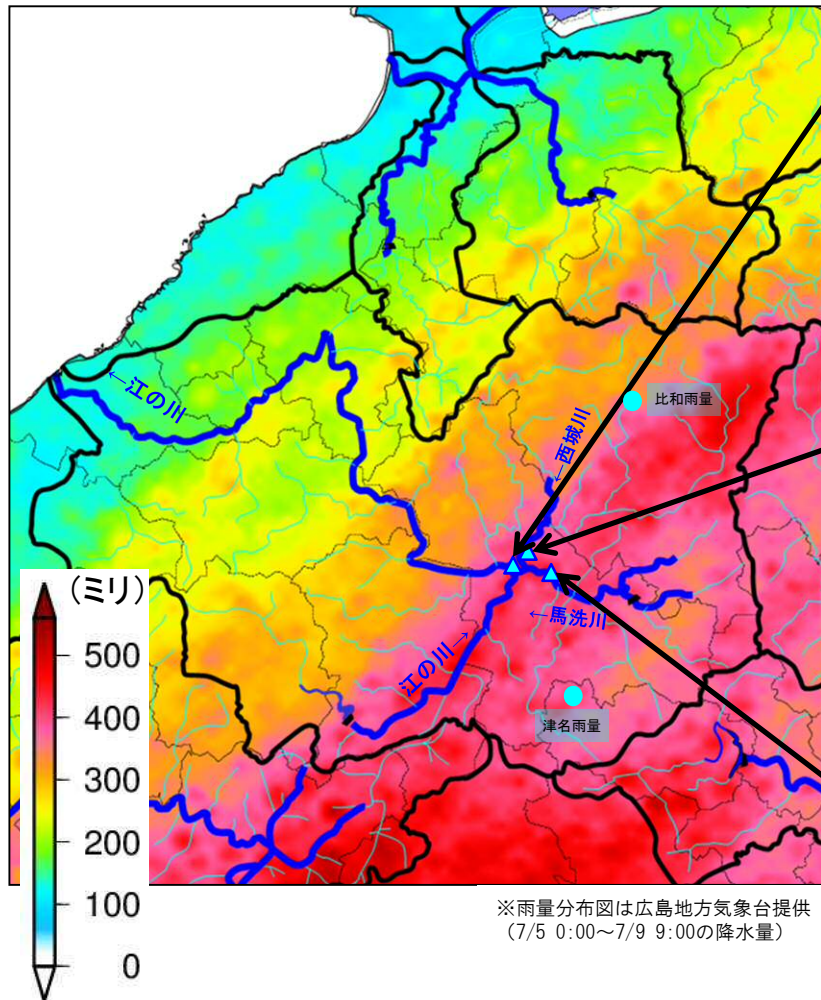 ←江の川
←西城川
比和雨量
←馬洗川
江の川→
津名雨量
(ミリ)
500
400
300
200
100
0
※雨量分布図は広島地方気象台提供
(7/5 0:00～7/9 9:00の降水量)